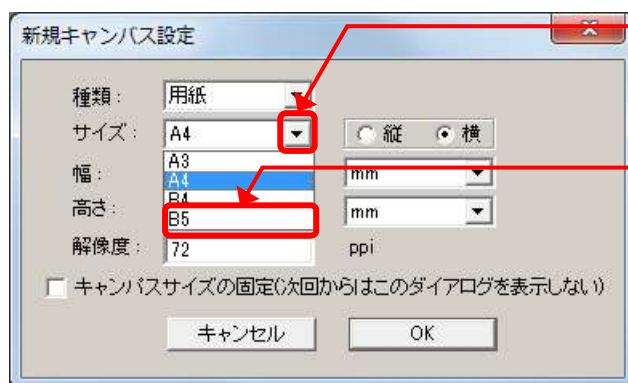 新規キャンバス設定
種類： 用紙
サイズ： A4 縦 横
A3
幅： A4 mm
B4
高さ： B5 mm
解像度： 72 ppi
キャンバスサイズの固定(次回からはこのダイアログを表示しない)
キャンセル OK